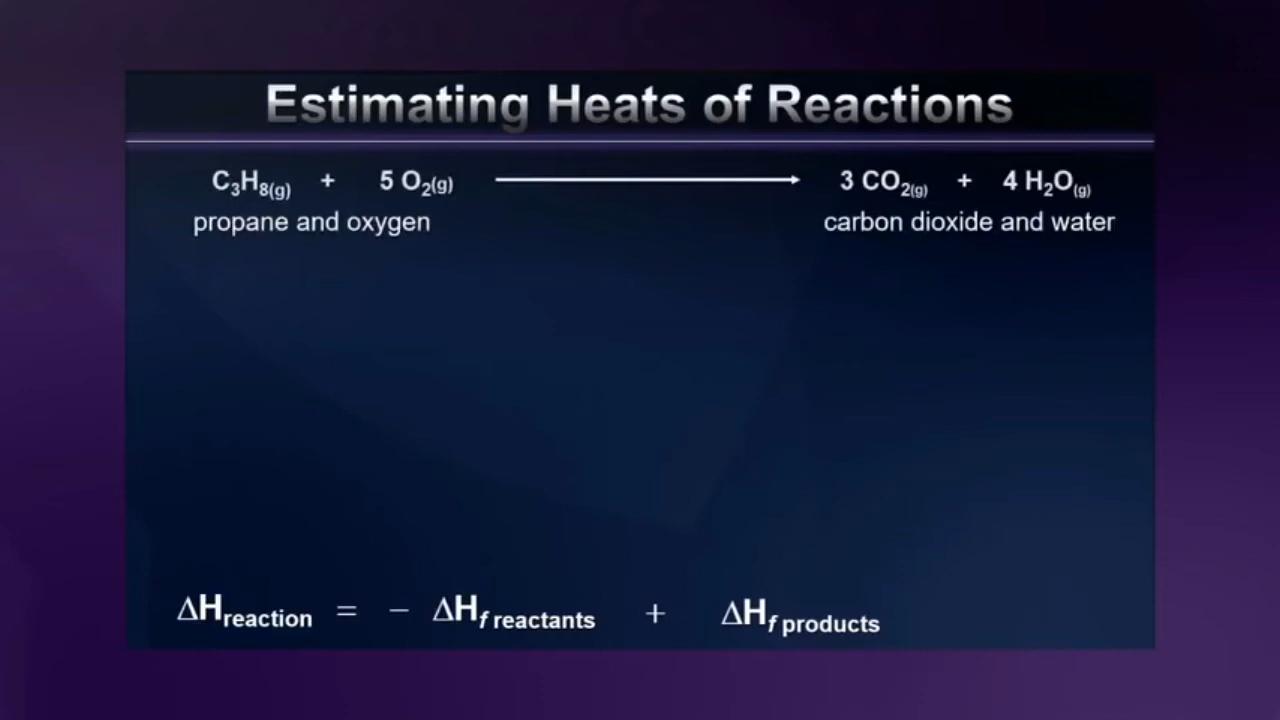 Estimating Heats of Reactions
C₃H₈(g) + 5 O₂(g) → 3 CO₂(g) + 4 H₂O(g)
propane and oxygen carbon dioxide and water
ΔHreaction = − ΔHf reactants + ΔHf products